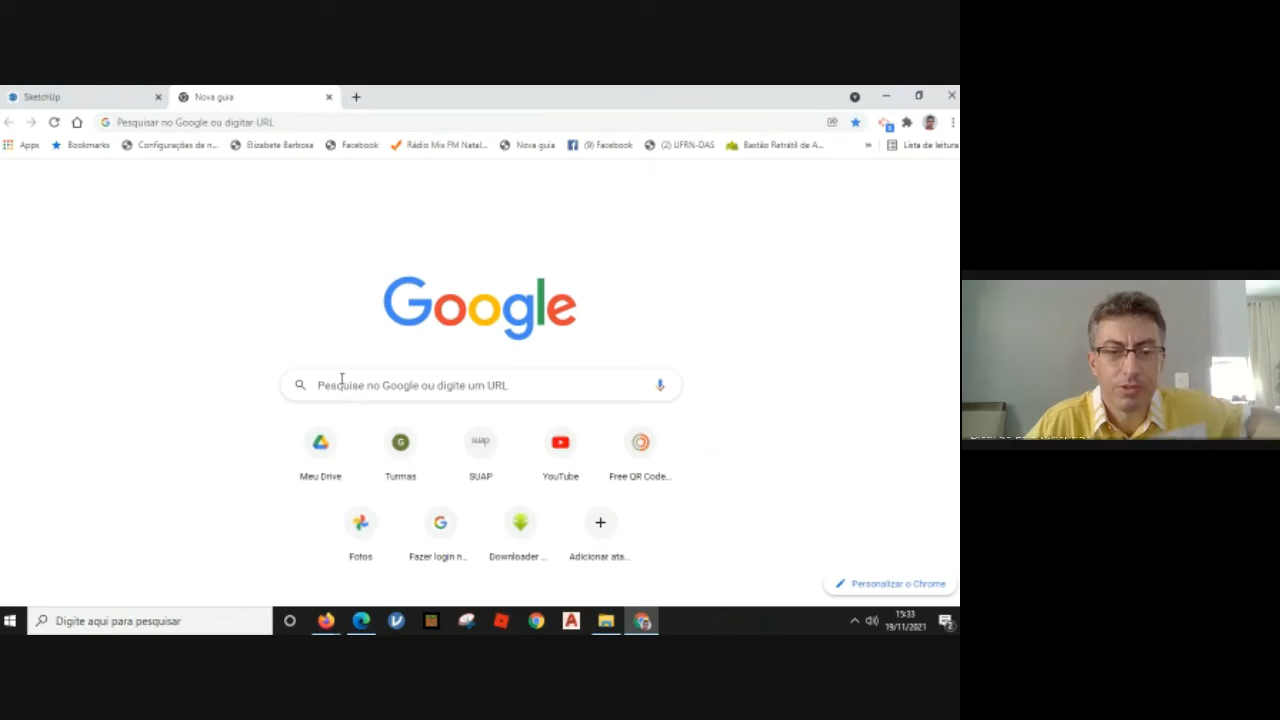 SketchUp
Nova guia
Pesquisar no Google ou digitar URL
Apps
Bookmarks
Configurações de n...
Elizabete Barbosa
Facebook
Rádio Mix FM Natal...
Nova guia
(9) Facebook
(2) UFRN-DAS
Bastão Retrátil de A...
»
Lista de leitura
Google
Pesquise no Google ou digite um URL
Meu Drive
G
Turmas
suap
SUAP
YouTube
Free QR Code...
Fotos
Fazer login n...
Downloader ...
Adicionar ata...
Personalizar o Chrome
Digite aqui para pesquisar
15:33
19/11/2021
2